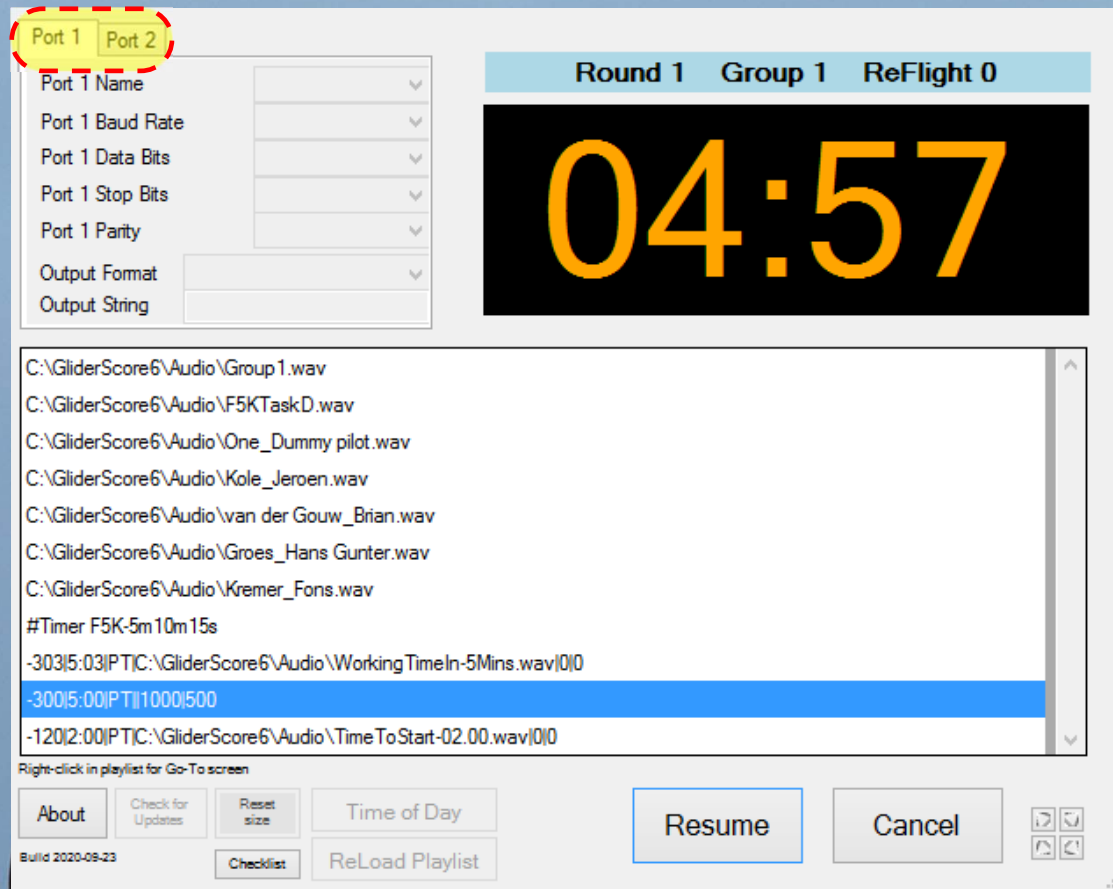 Port 1 Port 2
Port 1 Name
Port 1 Baud Rate
Port 1 Data Bits
Port 1 Stop Bits
Port 1 Parity
Output Format
Output String
Round 1 Group 1 ReFlight 0
04:57
C:\GliderScore6\Audio\Group1.wav
C:\GliderScore6\Audio\F5KTaskD.wav
C:\GliderScore6\Audio\One_Dummy pilot.wav
C:\GliderScore6\Audio\Kole_Jeroen.wav
C:\GliderScore6\Audio\van der Gouw_Brian.wav
C:\GliderScore6\Audio\Groes_Hans Gunter.wav
C:\GliderScore6\Audio\Kremer_Fons.wav
#Timer F5K-5m10m15s
-303|5:03|PT|C:\GliderScore6\Audio\WorkingTimeIn-5Mins.wav|0|0
-300|5:00|PT||1000|500
-120|2:00|PT|C:\GliderScore6\Audio\TimeToStart-02.00.wav|0|0
Right-click in playlist for Go-To screen
About
Check for
Updates
Reset
size
Time of Day
Resume
Cancel
Build 2020-09-23
Checklist
ReLoad Playlist